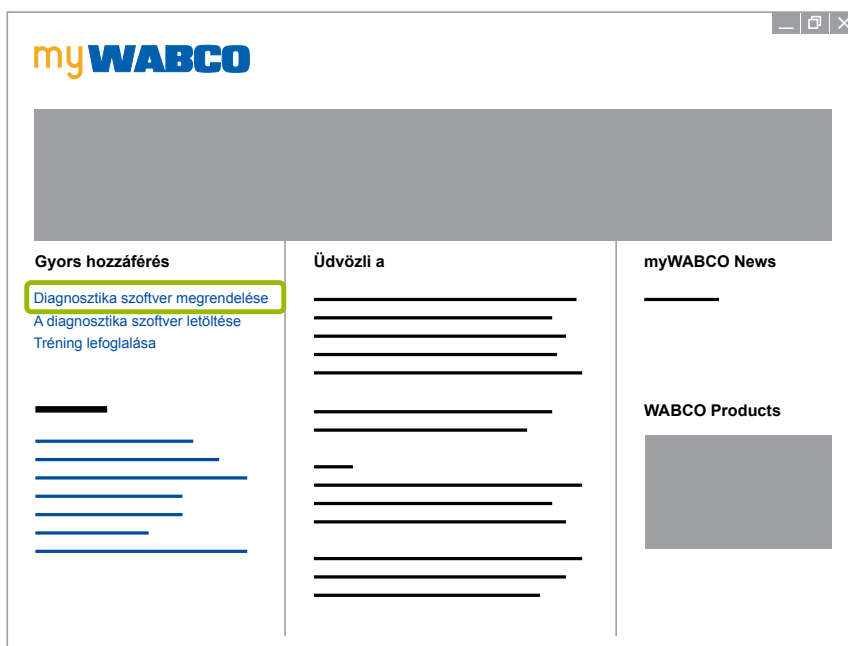 myWABCO
Gyors hozzáférés
Diagnosztika szoftver megrendelése
A diagnosztika szoftver letöltése
Tréning lefoglalása
Üdvözli a
myWABCO News
WABCO Products